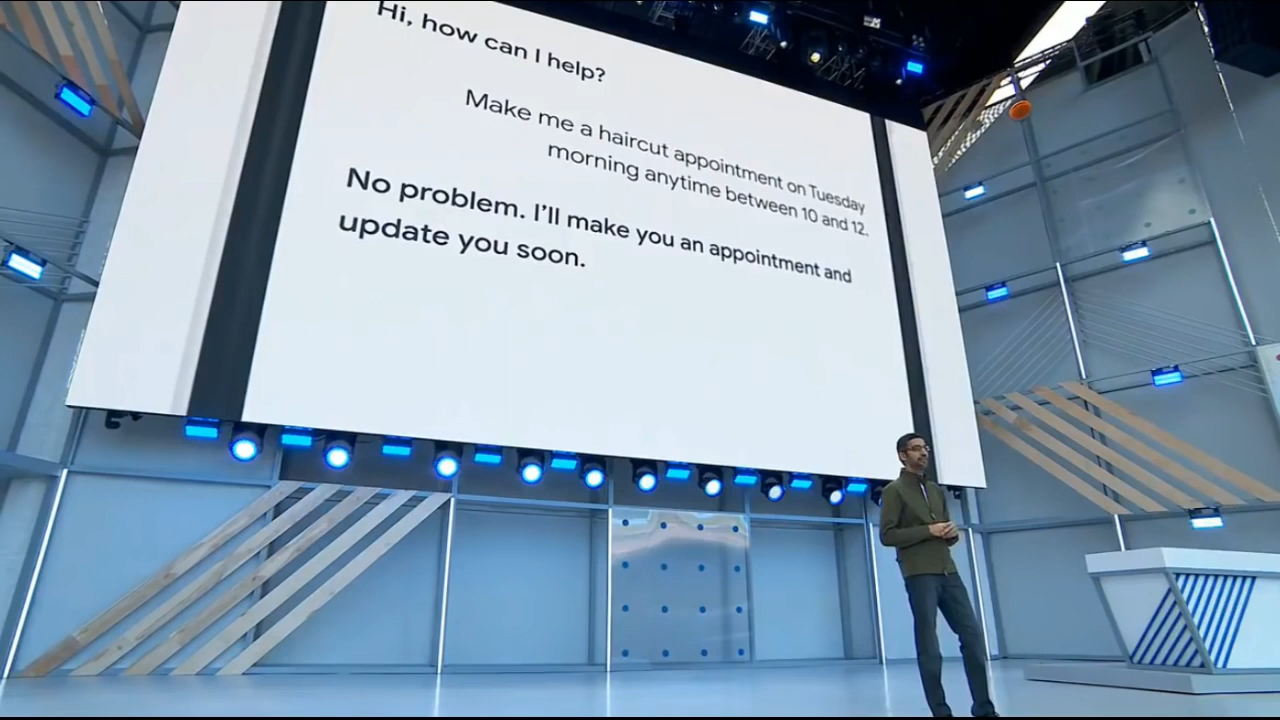 Hi, how can I help?
Make me a haircut appointment on Tuesday
morning anytime between 10 and 12.
No problem. I'll make you an appointment and
update you soon.